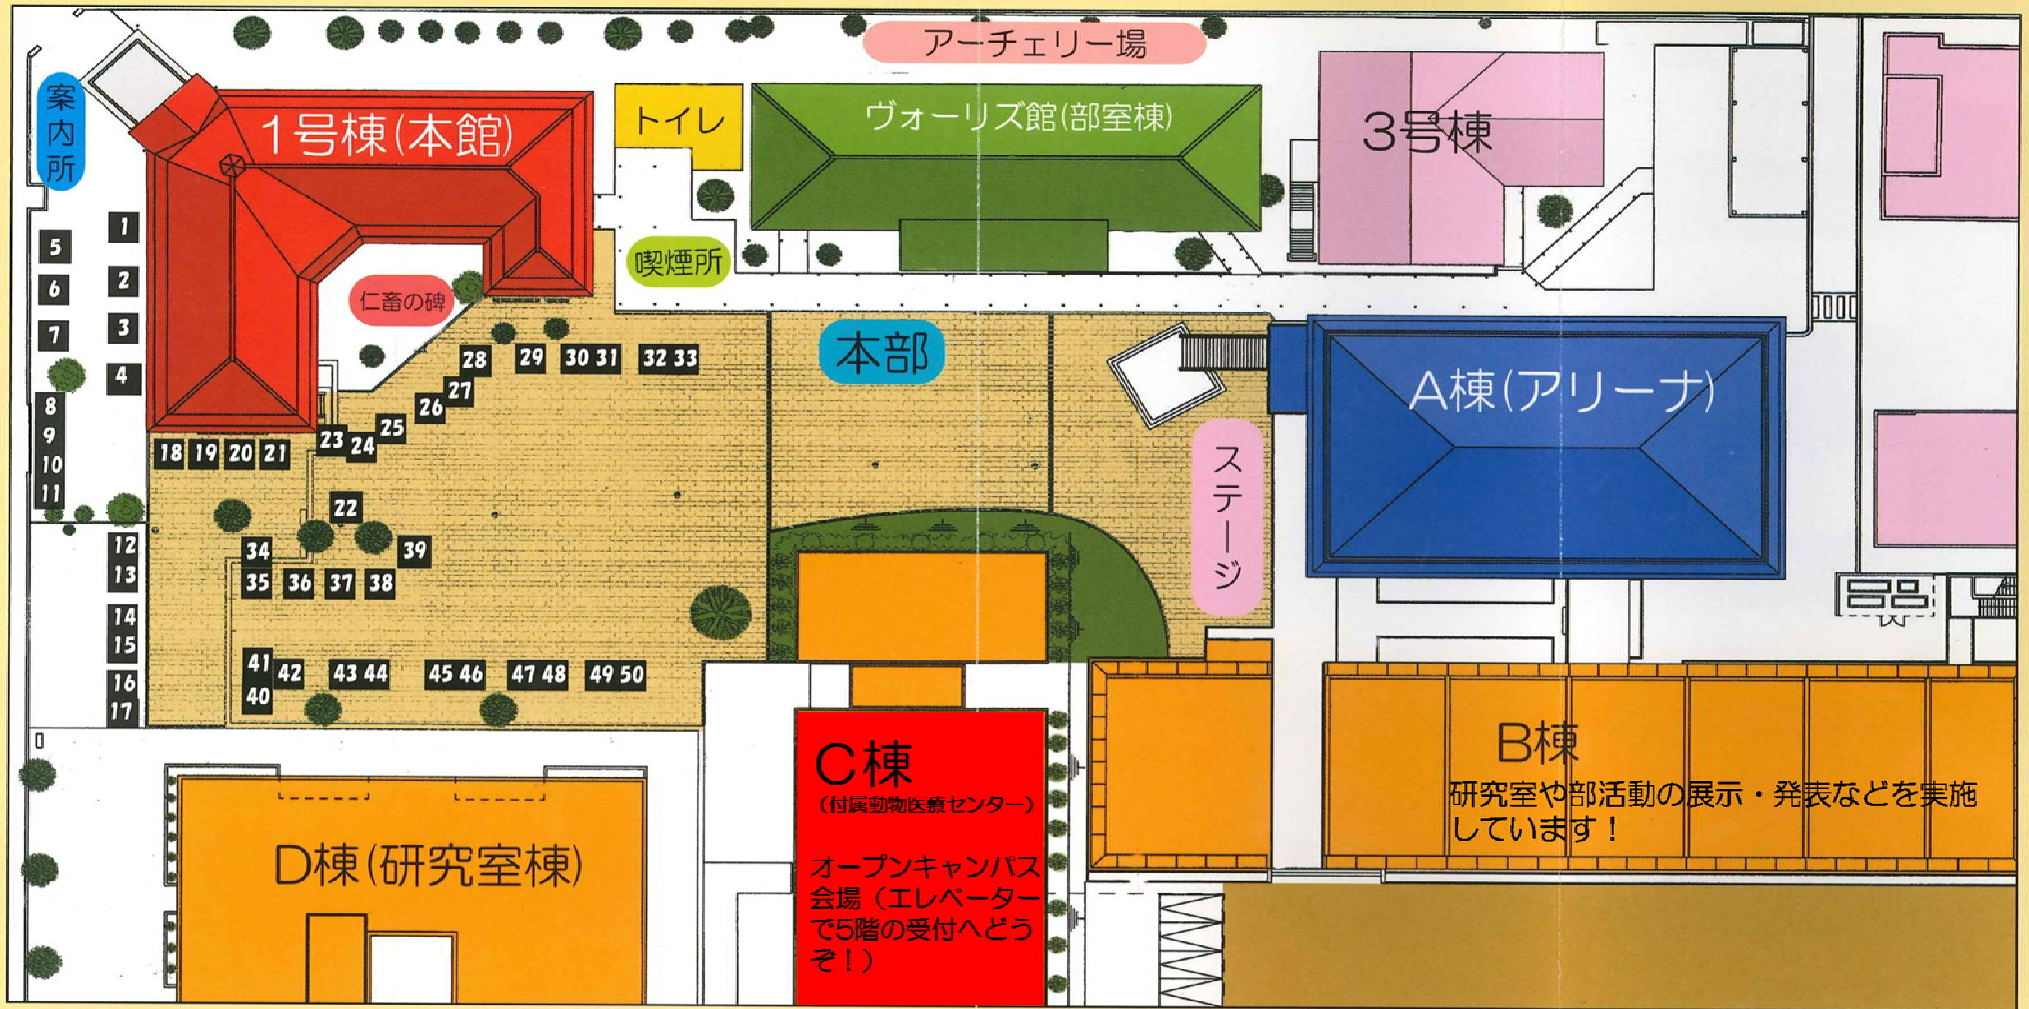 アーチェリー場
案内所
1号棟(本館)
トイレ
ヴォーリズ館(部室棟)
3号棟
喫煙所
仁畜の碑
本部
A棟(アリーナ)
ステージ
1
2
3
4
5
6
7
8
9
10
11
12
13
14
15
16
17
18 19 20 21
22
23
24
25
26
27
28
29
30 31
32 33
34
35 36 37 38
39
41
40
42
43 44
45 46
47 48
49 50
C棟
(付属動物医療センター)
オープンキャンパス
会場（エレベーター
で5階の受付へどう
ぞ！）
B棟
研究室や部活動の展示・発表などを実施
しています！
D棟(研究室棟)